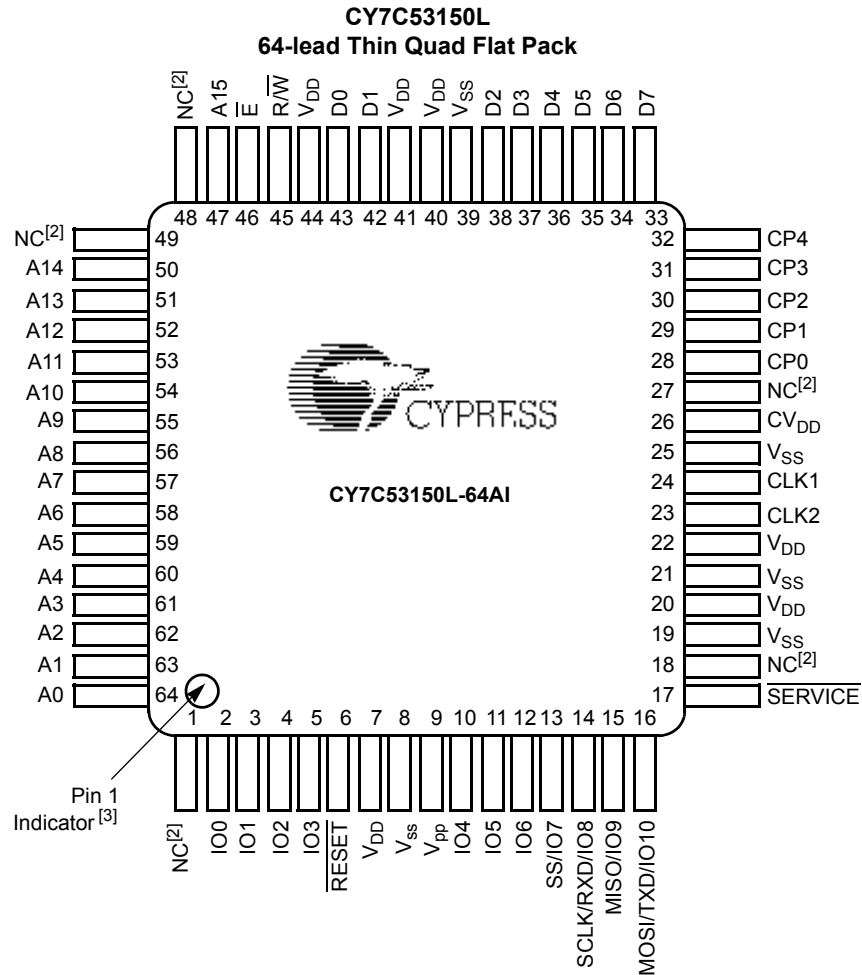 CY7C53150L
64-lead Thin Quad Flat Pack
NC[2]
A15
E
R/W
VDD
D0
D1
VDD
VDD
VSS
D2
D3
D4
D5
D6
D7
48 47 46 45 44 43 42 41 40 39 38 37 36 35 34 33
NC[2] 49
A14 50
A13 51
A12 52
A11 53
A10 54
A9 55
A8 56
A7 57
A6 58
A5 59
A4 60
A3 61
A2 62
A1 63
A0 64
CYPRESS
CY7C53150L-64AI
32 CP4
31 CP3
30 CP2
29 CP1
28 CP0
27 NC[2]
26 CVDD
25 VSS
24 CLK1
23 CLK2
22 VDD
21 VSS
20 VDD
19 VSS
18 NC[2]
17 SERVICE
1 2 3 4 5 6 7 8 9 10 11 12 13 14 15 16
Pin 1
Indicator [3]
NC[2]
IO0
IO1
IO2
IO3
RESET
VDD
Vss
Vpp
IO4
IO5
IO6
SS/IO7
SCLK/RXD/IO8
MISO/IO9
MOSI/TXD/IO10